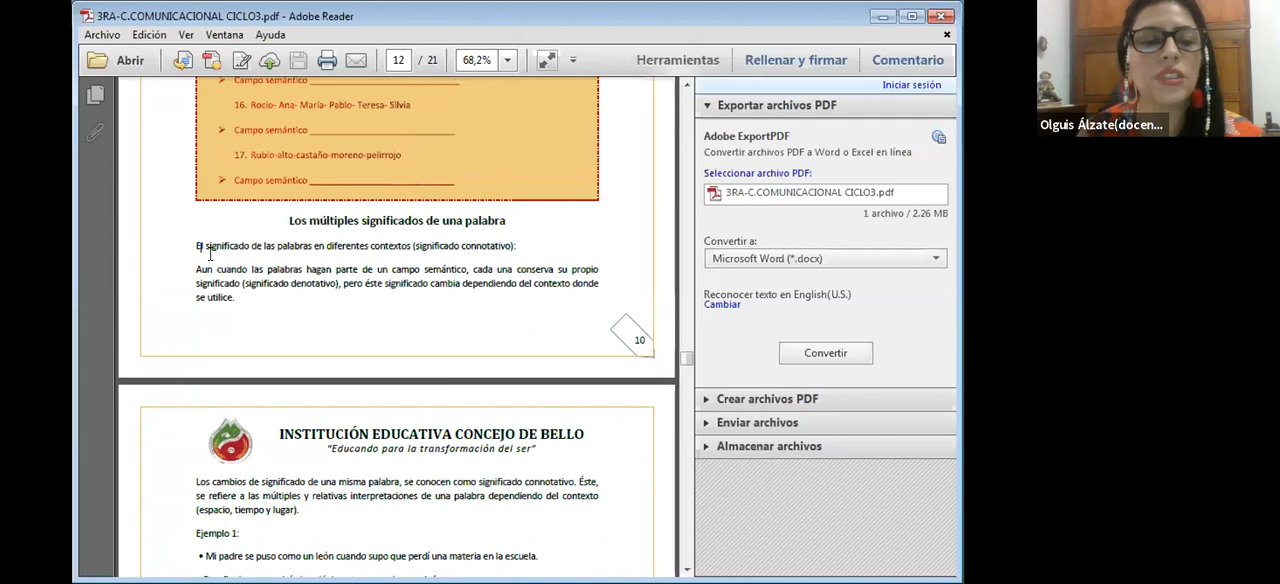 3RA-C.COMUNICACIONAL CICLO3.pdf - Adobe Reader
Archivo Edición Ver Ventana Ayuda
Abrir 12 / 21 68,2% Herramientas Rellenar y firmar Comentario
Campo semántico ____________________
16. Rocío- Ana- María- Pablo- Teresa- Silvia
Campo semántico ____________________
17. Rubio-alto-castaño-moreno-pelirrojo
Campo semántico ____________________
Los múltiples significados de una palabra
El significado de las palabras en diferentes contextos (significado connotativo):
Aun cuando las palabras hagan parte de un campo semántico, cada una conserva su propio
significado (significado denotativo), pero éste significado cambia dependiendo del contexto donde
se utilice.
10
INSTITUCIÓN EDUCATIVA CONCEJO DE BELLO
"Educando para la transformación del ser"
Los cambios de significado de una misma palabra, se conocen como significado connotativo. Éste,
se refiere a las múltiples y relativas interpretaciones de una palabra dependiendo del contexto
(espacio, tiempo y lugar).
Ejemplo 1:
• Mi padre se puso como un león cuando supo que perdí una materia en la escuela.
Iniciar sesión
Exportar archivos PDF
Adobe ExportPDF
Convertir archivos PDF a Word o Excel en línea
Seleccionar archivo PDF:
3RA-C.COMUNICACIONAL CICLO3.pdf
1 archivo / 2.26 MB
Convertir a:
Microsoft Word (*.docx)
Reconocer texto en English(U.S.)
Cambiar
Convertir
Crear archivos PDF
Enviar archivos
Almacenar archivos
Olguis Álzate(docen...